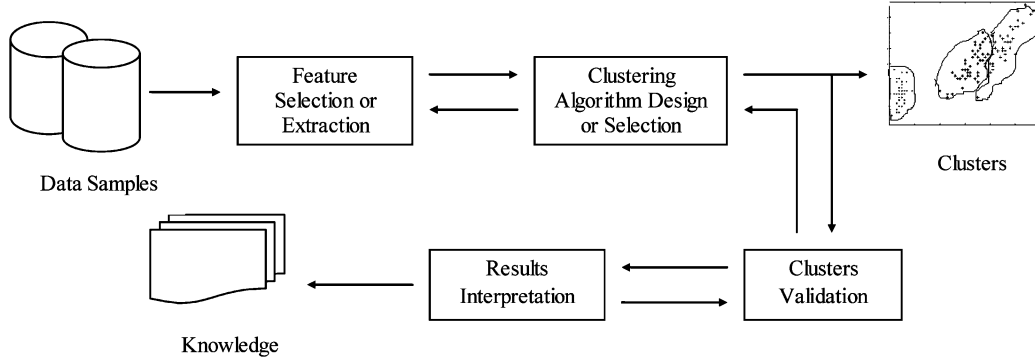 Feature
Selection or
Extraction
Clustering
Algorithm Design
or Selection
Clusters
Data Samples
Results
Interpretation
Clusters
Validation
Knowledge